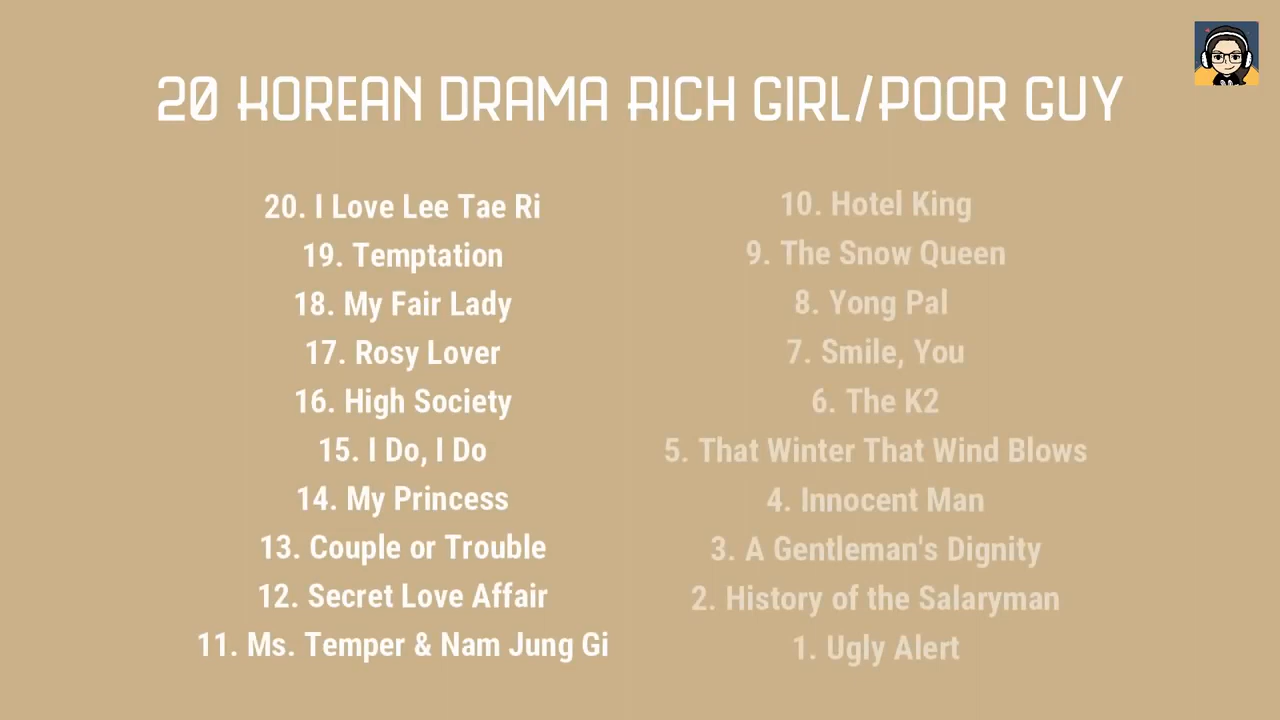 20 KOREAN DRAMA RICH GIRL/POOR GUY
20. I Love Lee Tae Ri
19. Temptation
18. My Fair Lady
17. Rosy Lover
16. High Society
15. I Do, I Do
14. My Princess
13. Couple or Trouble
12. Secret Love Affair
11. Ms. Temper & Nam Jung Gi
10. Hotel King
9. The Snow Queen
8. Yong Pal
7. Smile, You
6. The K2
5. That Winter That Wind Blows
4. Innocent Man
3. A Gentleman's Dignity
2. History of the Salaryman
1. Ugly Alert